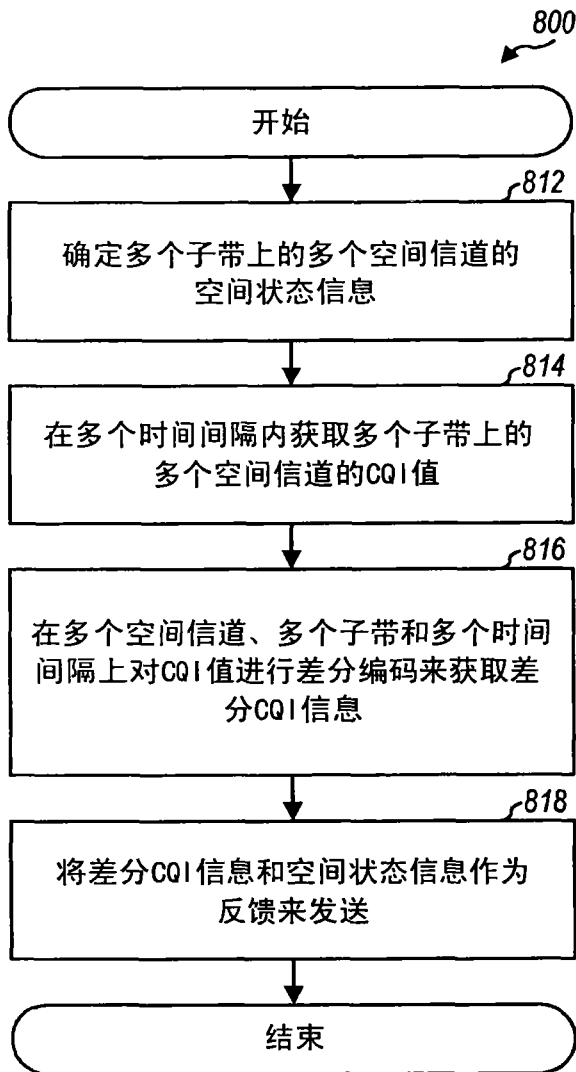 800
开始
812
确定多个子带上的多个空间信道的
空间状态信息
814
在多个时间间隔内获取多个子带上的
多个空间信道的CQI值
816
在多个空间信道、多个子带和多个时间
间隔上对CQI值进行差分编码来获取差
分CQI信息
818
将差分CQI信息和空间状态信息作为
反馈来发送
结束